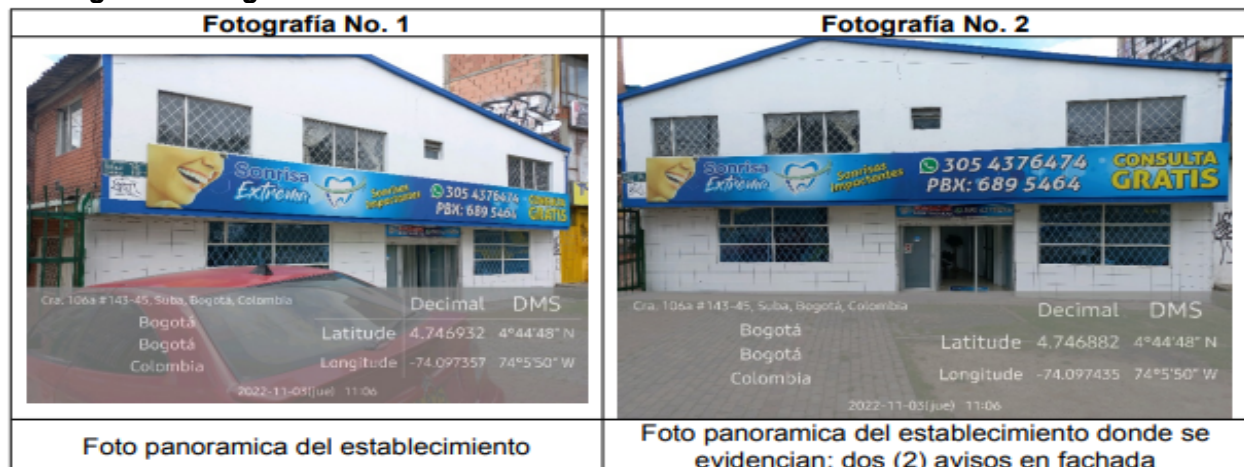 Fotografía No. 1
Fotografía No. 2
Sonrisa
Extrema
Sonrisas
Impactantes
305 4376474
PBX: 689 5464
CONSULTA
GRATIS
Cra. 106a #143-45, Suba, Bogotá, Colombia
Bogotá
Bogotá
Colombia
Decimal DMS
Latitude 4.746932 4°44'48" N
Longitude -74.097357 74°5'50" W
2022-11-03(jue) 11:06
Sonrisa
Extrema
Sonrisas
Impactantes
305 4376474
PBX: 689 5464
CONSULTA
GRATIS
Cra. 106a #143-45, Suba, Bogotá, Colombia
Bogotá
Bogotá
Colombia
Decimal DMS
Latitude 4.746882 4°44'48" N
Longitude -74.097435 74°5'50" W
2022-11-03(jue) 11:06
Foto panoramica del establecimiento
Foto panoramica del establecimiento donde se
evidencian: dos (2) avisos en fachada